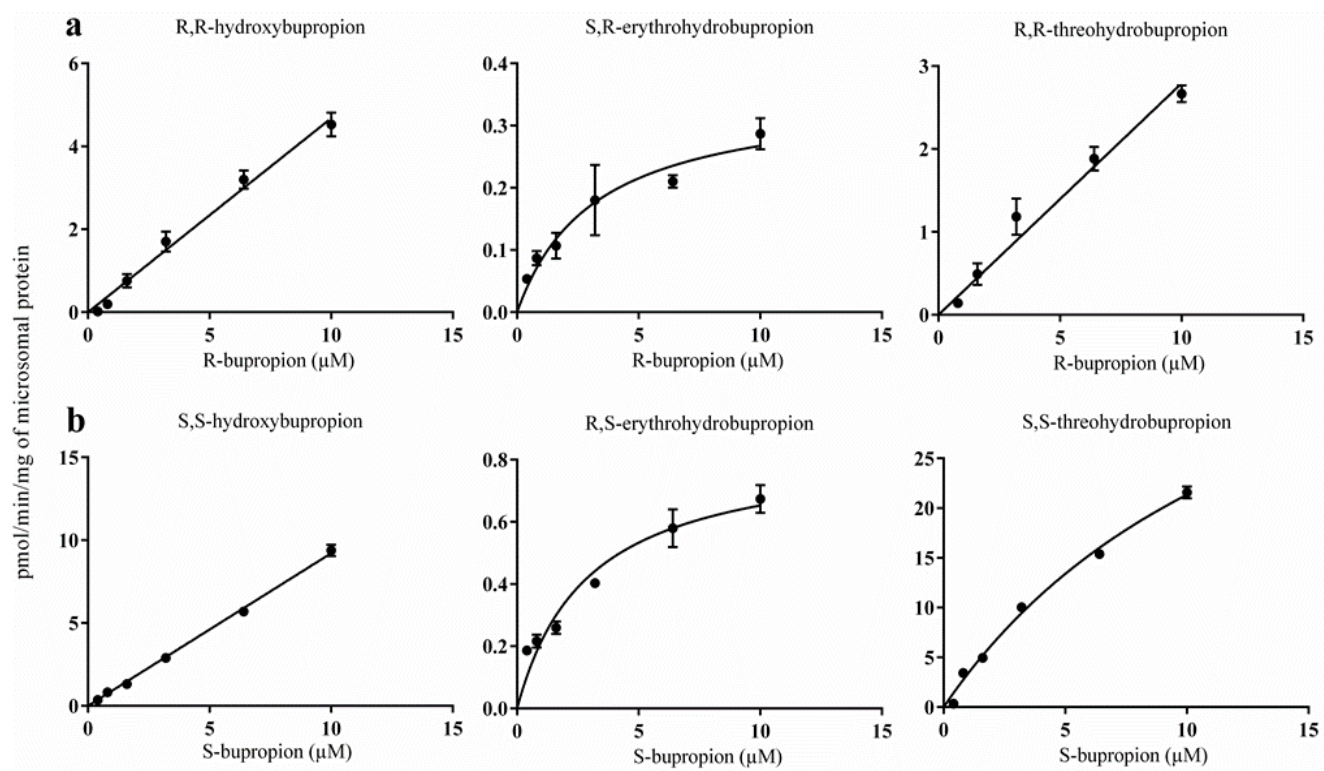 a
R,R-hydroxybupropion
6
4
2
0
0 5 10 15
R-bupropion (µM)
S,R-erythrohydrobupropion
0.4
0.3
0.2
0.1
0.0
0 5 10 15
R-bupropion (µM)
R,R-threohydrobupropion
3
2
1
0
0 5 10 15
R-bupropion (µM)
pmol/min/mg of microsomal protein
b
S,S-hydroxybupropion
15
10
5
0
0 5 10 15
S-bupropion (µM)
R,S-erythrohydrobupropion
0.8
0.6
0.4
0.2
0.0
0 5 10 15
S-bupropion (µM)
S,S-threohydrobupropion
25
20
15
10
5
0
0 5 10 15
S-bupropion (µM)